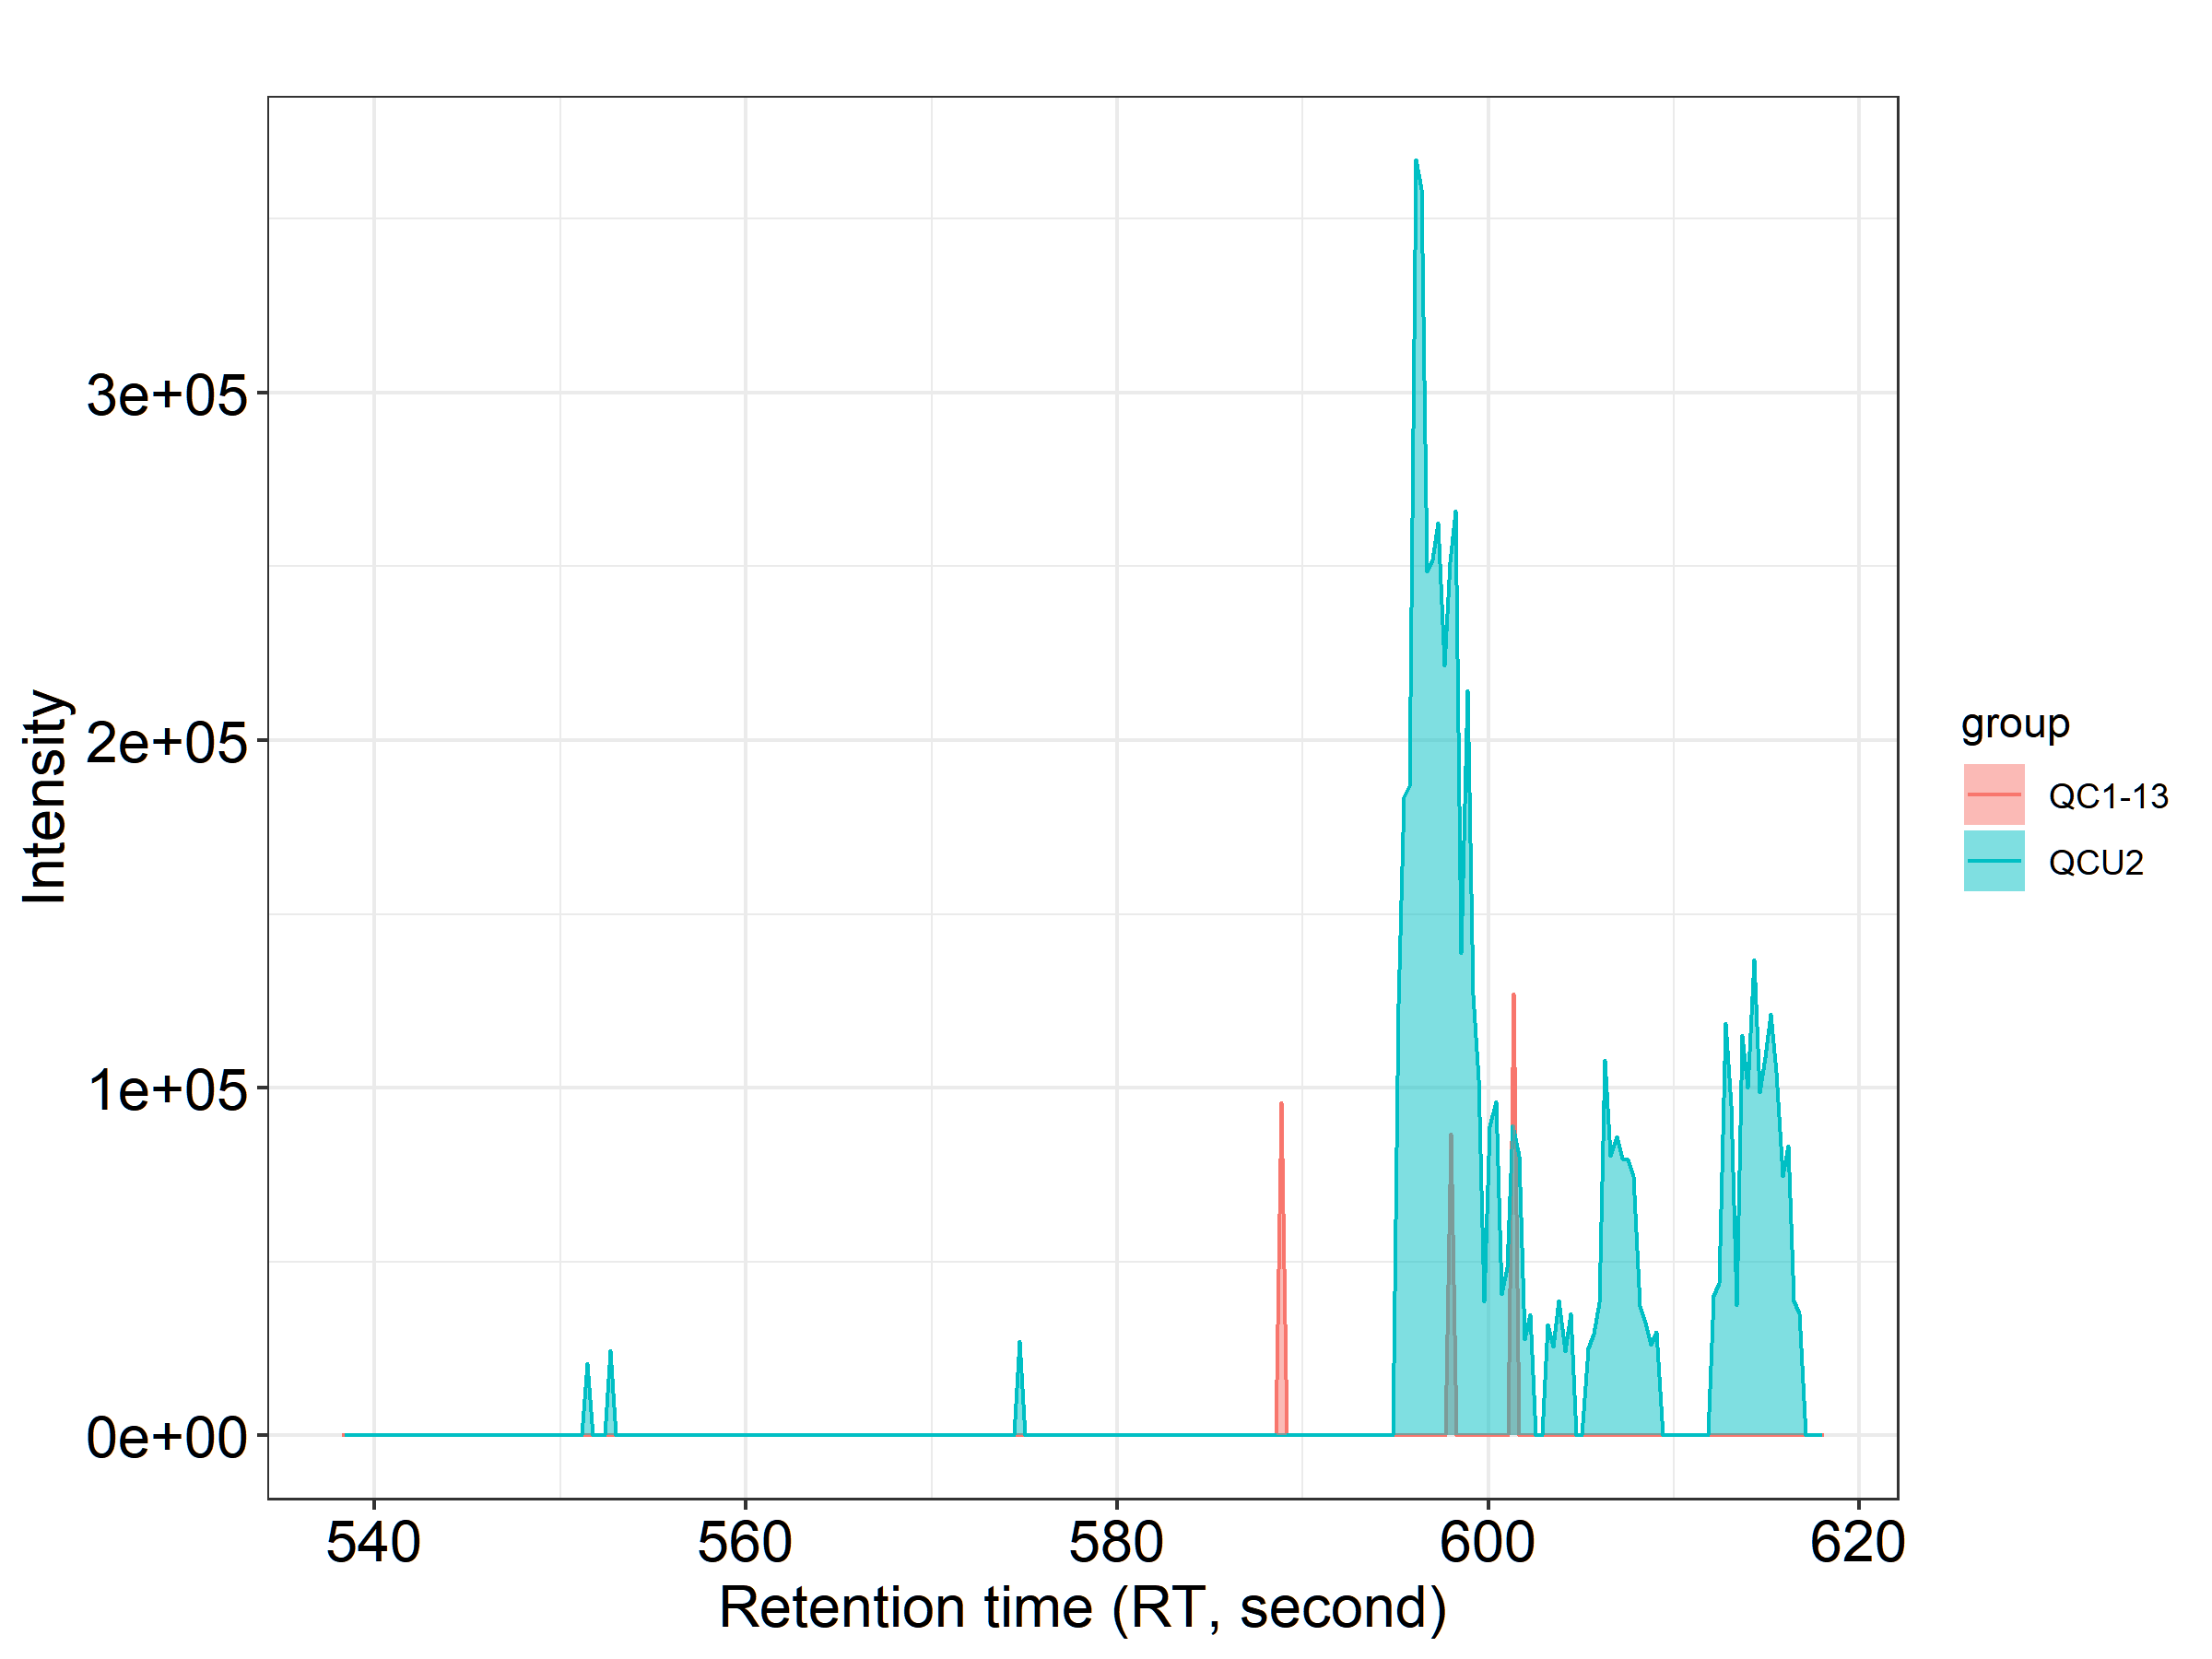 3e+05
2e+05
1e+05
0e+00
Intensity
540 560 580 600 620
Retention time (RT, second)
group
QC1-13
QCU2